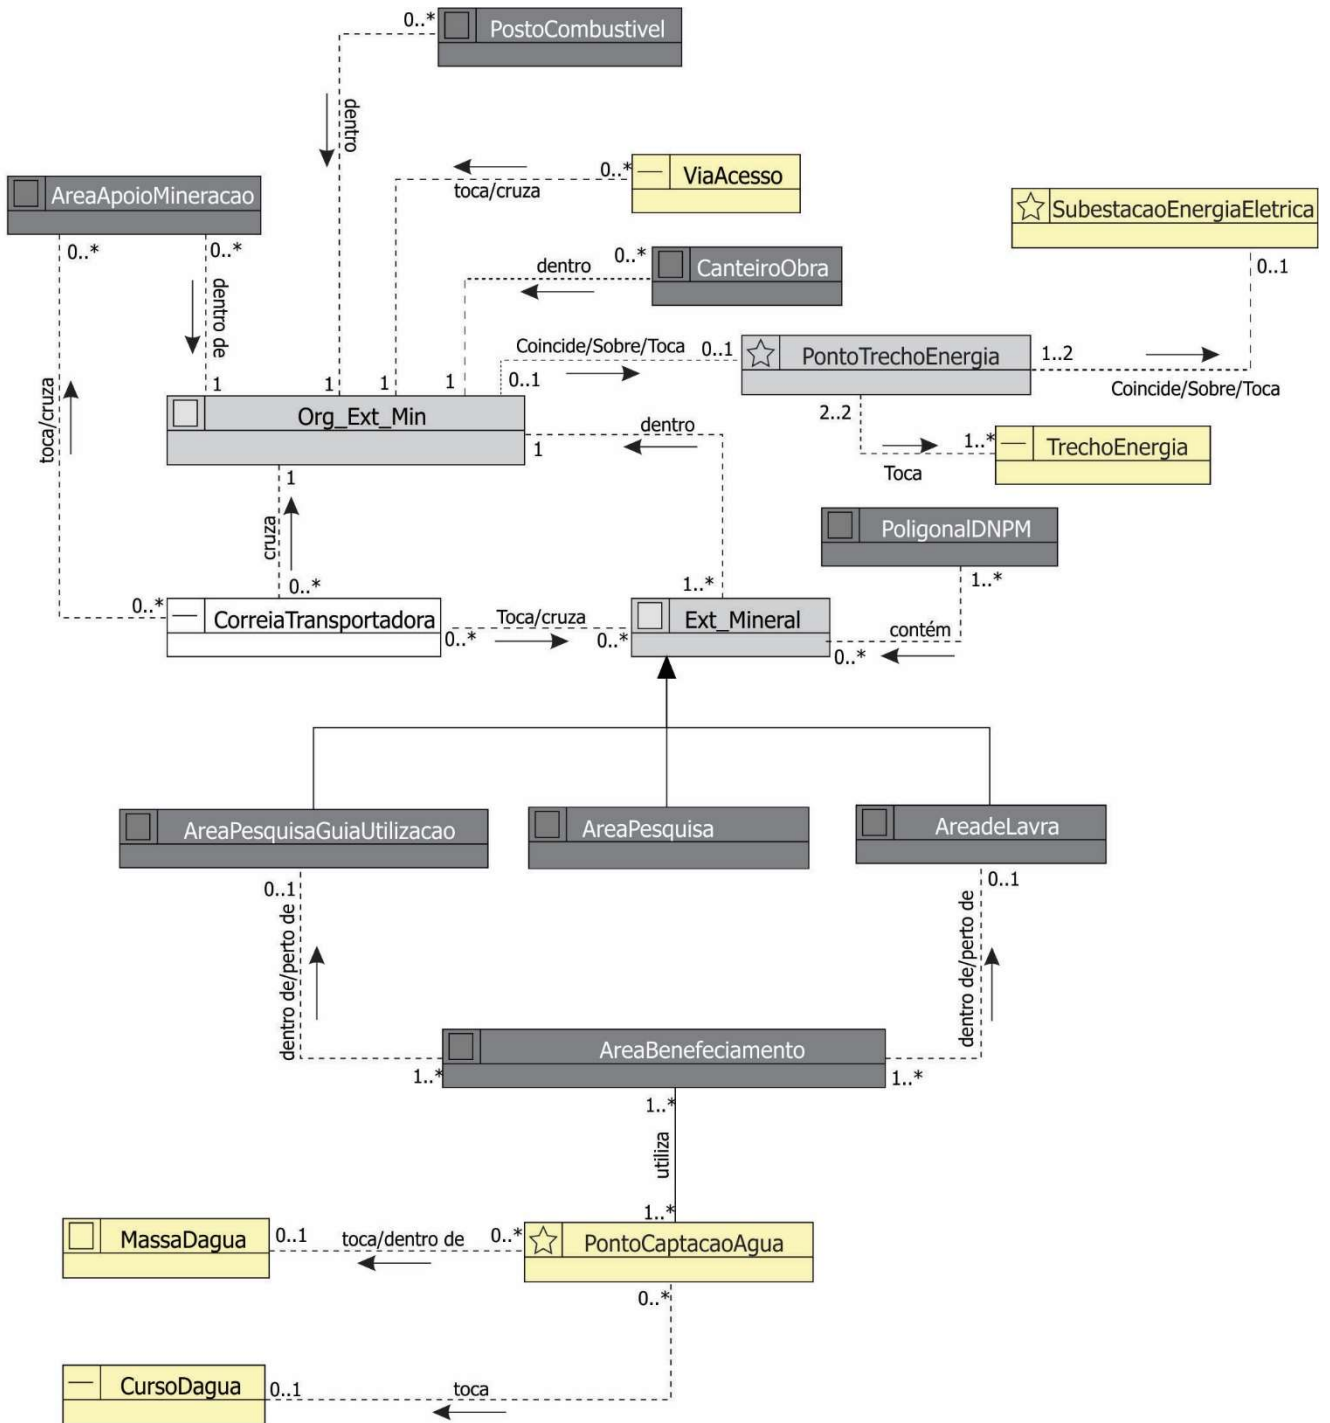 0..*
PostoCombustivel
dentro
0..*
ViaAcesso
toca/cruza
AreaApoioMineracao
SubestacaoEnergiaEletrica
0..*
0..*
0..*
dentro
CanteiroObra
0..1
dentro de
Coincide/Sobre/Toca
0..1
PontoTrechoEnergia
1..2
toca/cruza
1
1
1
1
0..1
Coincide/Sobre/Toca
Org_Ext_Min
2..2
dentro
1..*
TrechoEnergia
1
Toca
1
PoligonalDNPM
cruza
0..*
1..*
1..*
0..*
CorreiaTransportadora
Toca/cruza
Ext_Mineral
contém
0..*
0..*
0..*
AreaPesquisaGuiaUtilizacao
AreaPesquisa
AreadeLavra
0..1
0..1
dentro de/perto de
dentro de/perto de
AreaBenefeciamento
1..*
1..*
1..*
utiliza
1..*
MassaDagua
0..1
toca/dentro de
0..*
PontoCaptacaoAgua
0..*
CursoDagua
0..1
toca